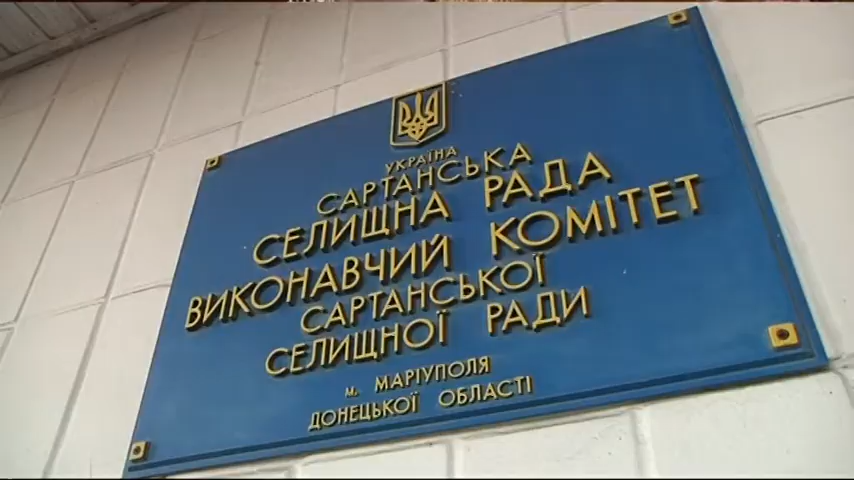 УКРАЇНА
САРТАНСЬКА
СЕЛИЩНА РАДА
ВИКОНАВЧИЙ КОМІТЕТ
САРТАНСЬКОЇ
СЕЛИЩНОЇ РАДИ
м. МАРІУПОЛЯ
ДОНЕЦЬКОЇ ОБЛАСТІ